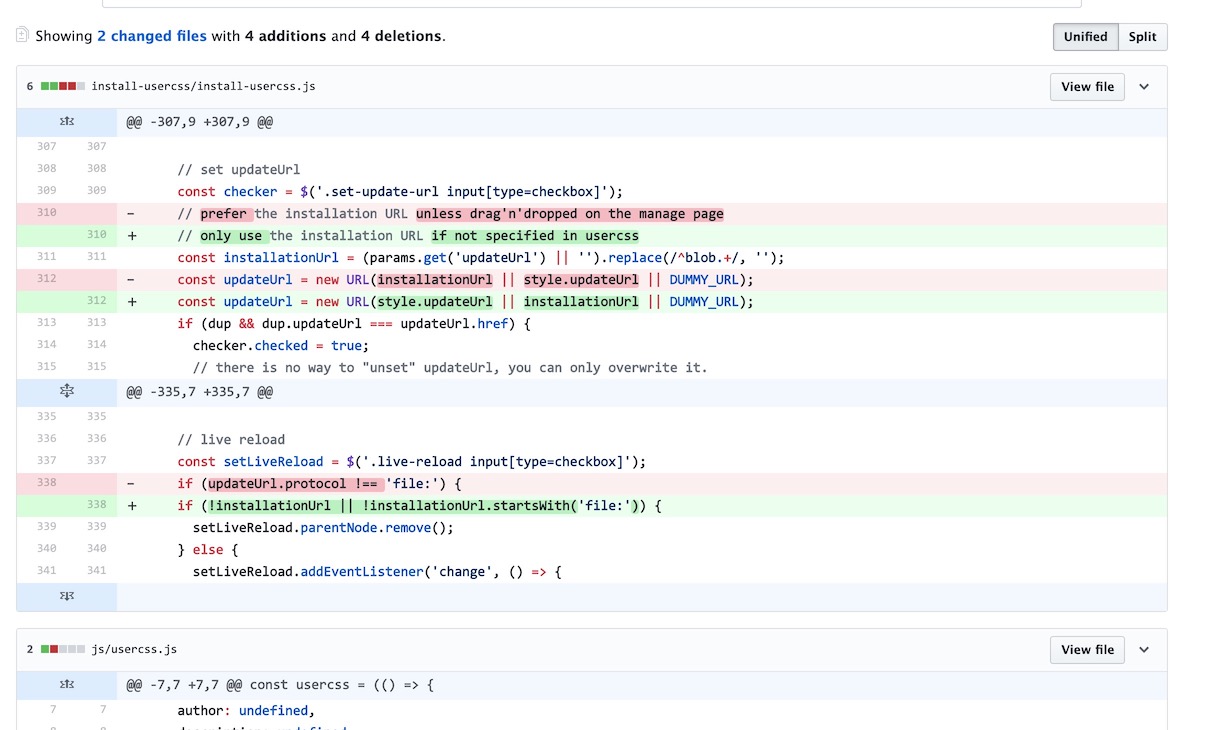 Showing 2 changed files with 4 additions and 4 deletions.
Unified Split
6 install-usercss/install-usercss.js View file
@@ -307,9 +307,9 @@
307 307
308 308 // set updateUrl
309 309 const checker = $('.set-update-url input[type=checkbox]');
310 - // prefer the installation URL unless drag'n'dropped on the manage page
310 + // only use the installation URL if not specified in usercss
311 311 const installationUrl = (params.get('updateUrl') || '').replace(/^blob.+/, '');
312 - const updateUrl = new URL(installationUrl || style.updateUrl || DUMMY_URL);
312 + const updateUrl = new URL(style.updateUrl || installationUrl || DUMMY_URL);
313 313 if (dup && dup.updateUrl === updateUrl.href) {
314 314 checker.checked = true;
315 315 // there is no way to "unset" updateUrl, you can only overwrite it.
@@ -335,7 +335,7 @@
335 335
336 336 // live reload
337 337 const setLiveReload = $('.live-reload input[type=checkbox]');
338 - if (updateUrl.protocol !== 'file:') {
338 + if (!installationUrl || !installationUrl.startsWith('file:')) {
339 339 setLiveReload.parentNode.remove();
340 340 } else {
341 341 setLiveReload.addEventListener('change', () => {
2 js/usercss.js View file
@@ -7,7 +7,7 @@ const usercss = (() => {
7 7 author: undefined,